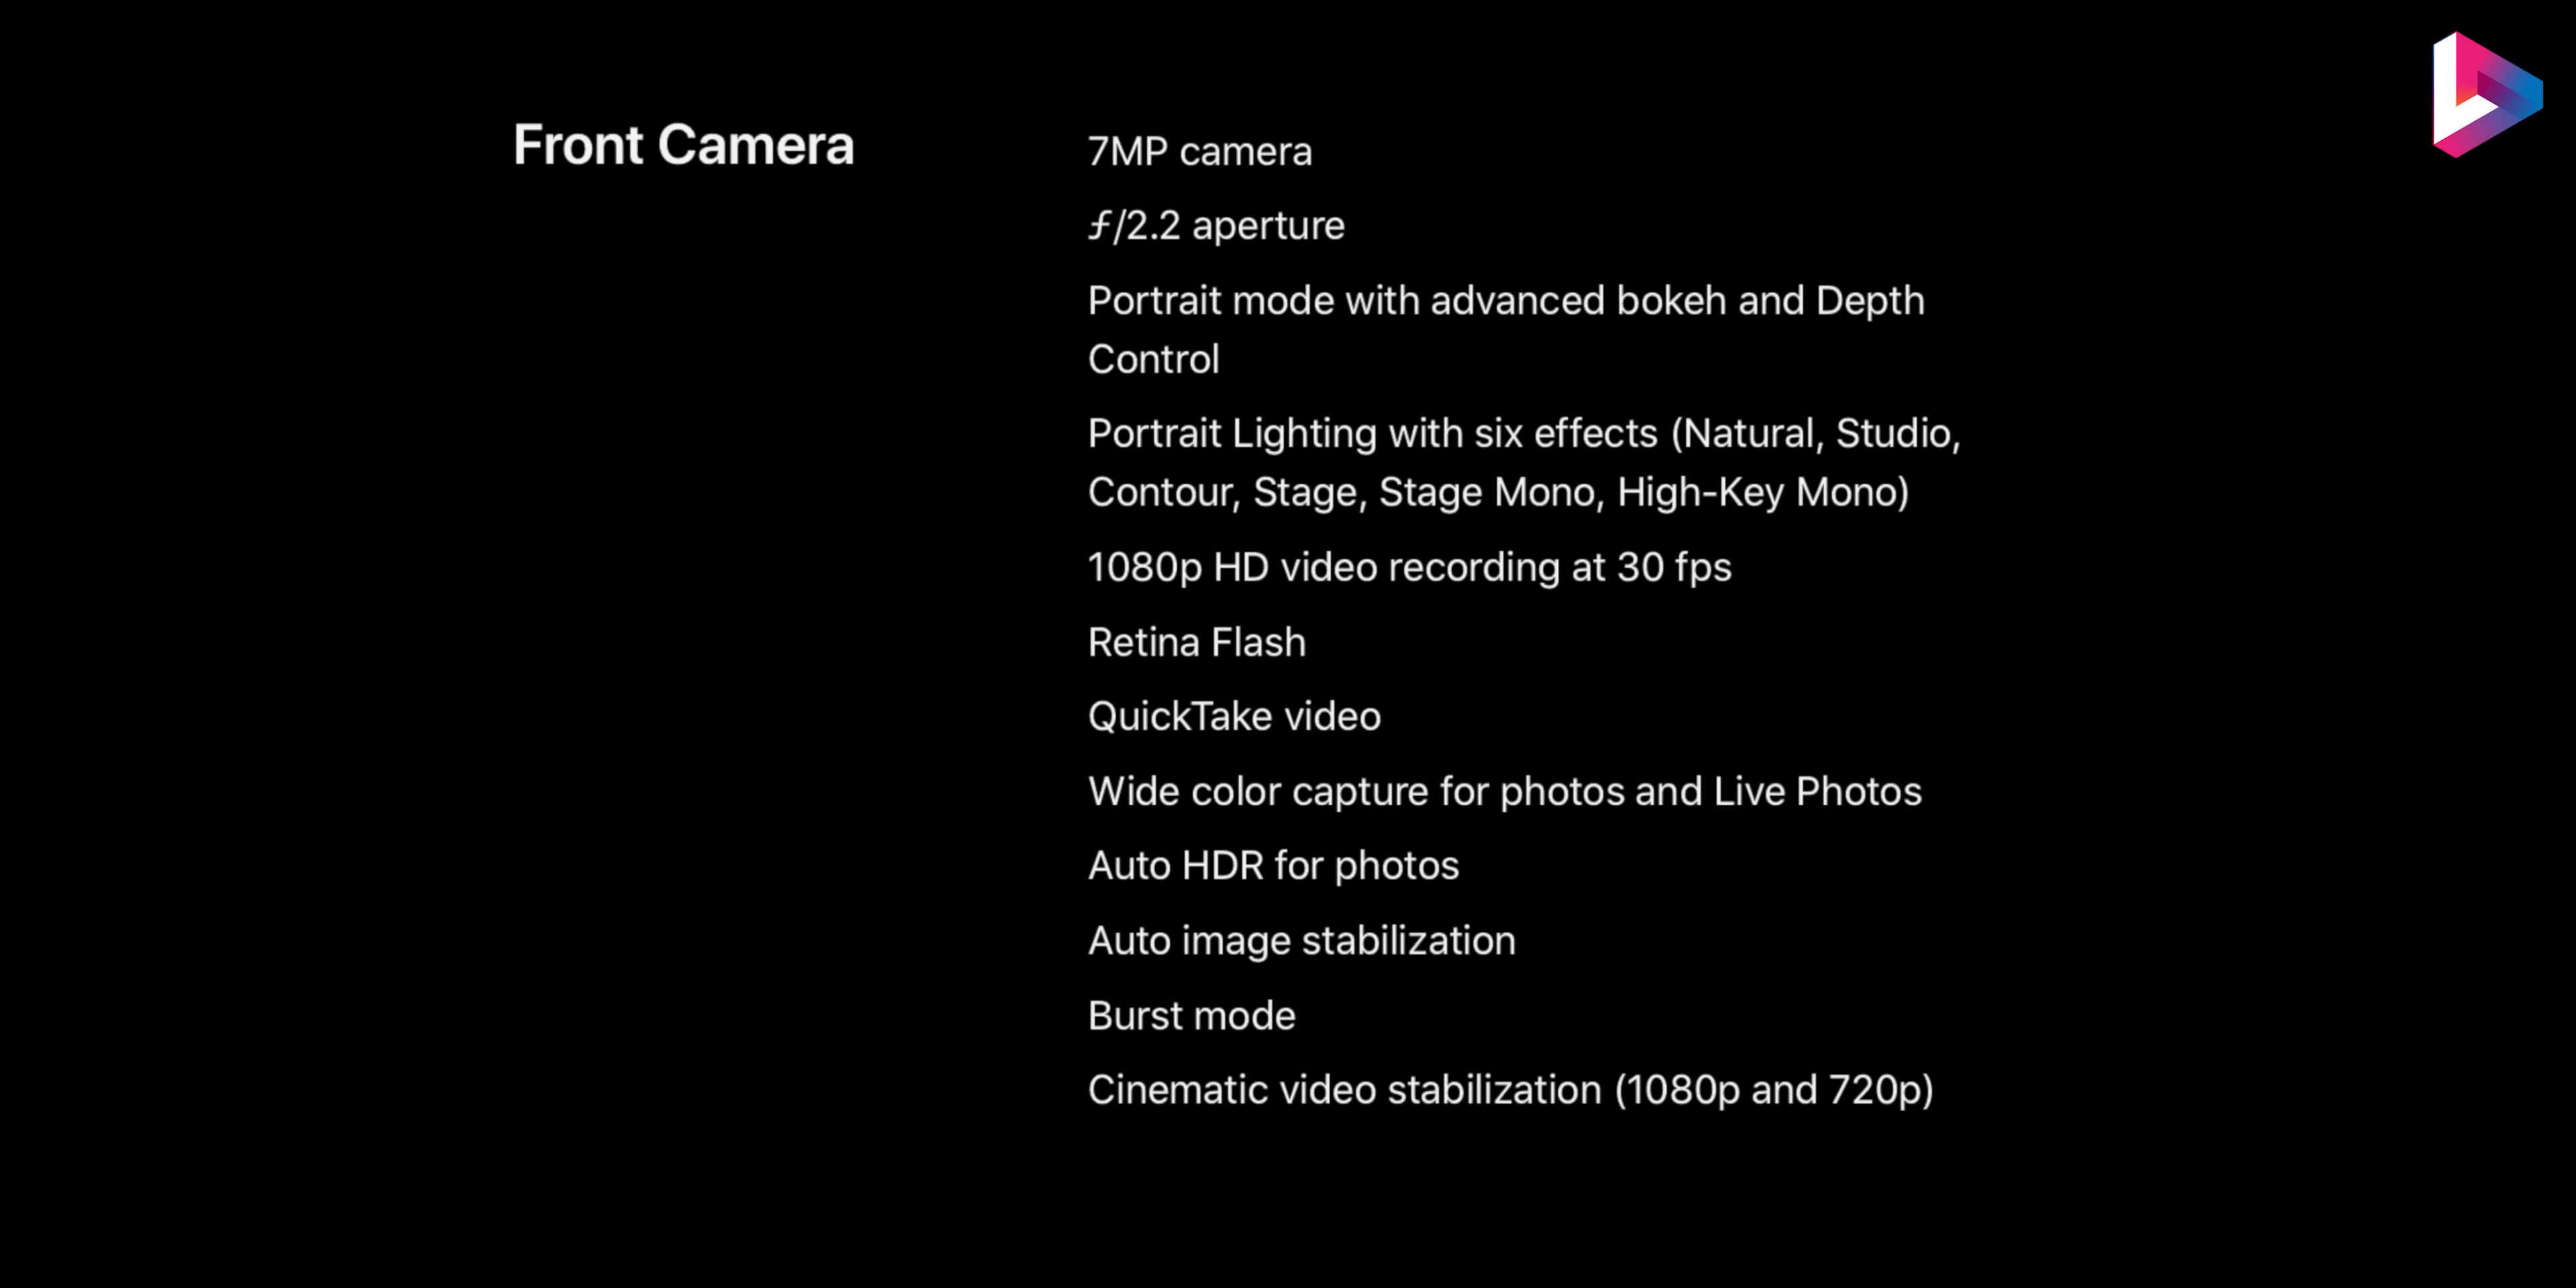 Front Camera
7MP camera
ƒ/2.2 aperture
Portrait mode with advanced bokeh and Depth
Control
Portrait Lighting with six effects (Natural, Studio,
Contour, Stage, Stage Mono, High-Key Mono)
1080p HD video recording at 30 fps
Retina Flash
QuickTake video
Wide color capture for photos and Live Photos
Auto HDR for photos
Auto image stabilization
Burst mode
Cinematic video stabilization (1080p and 720p)